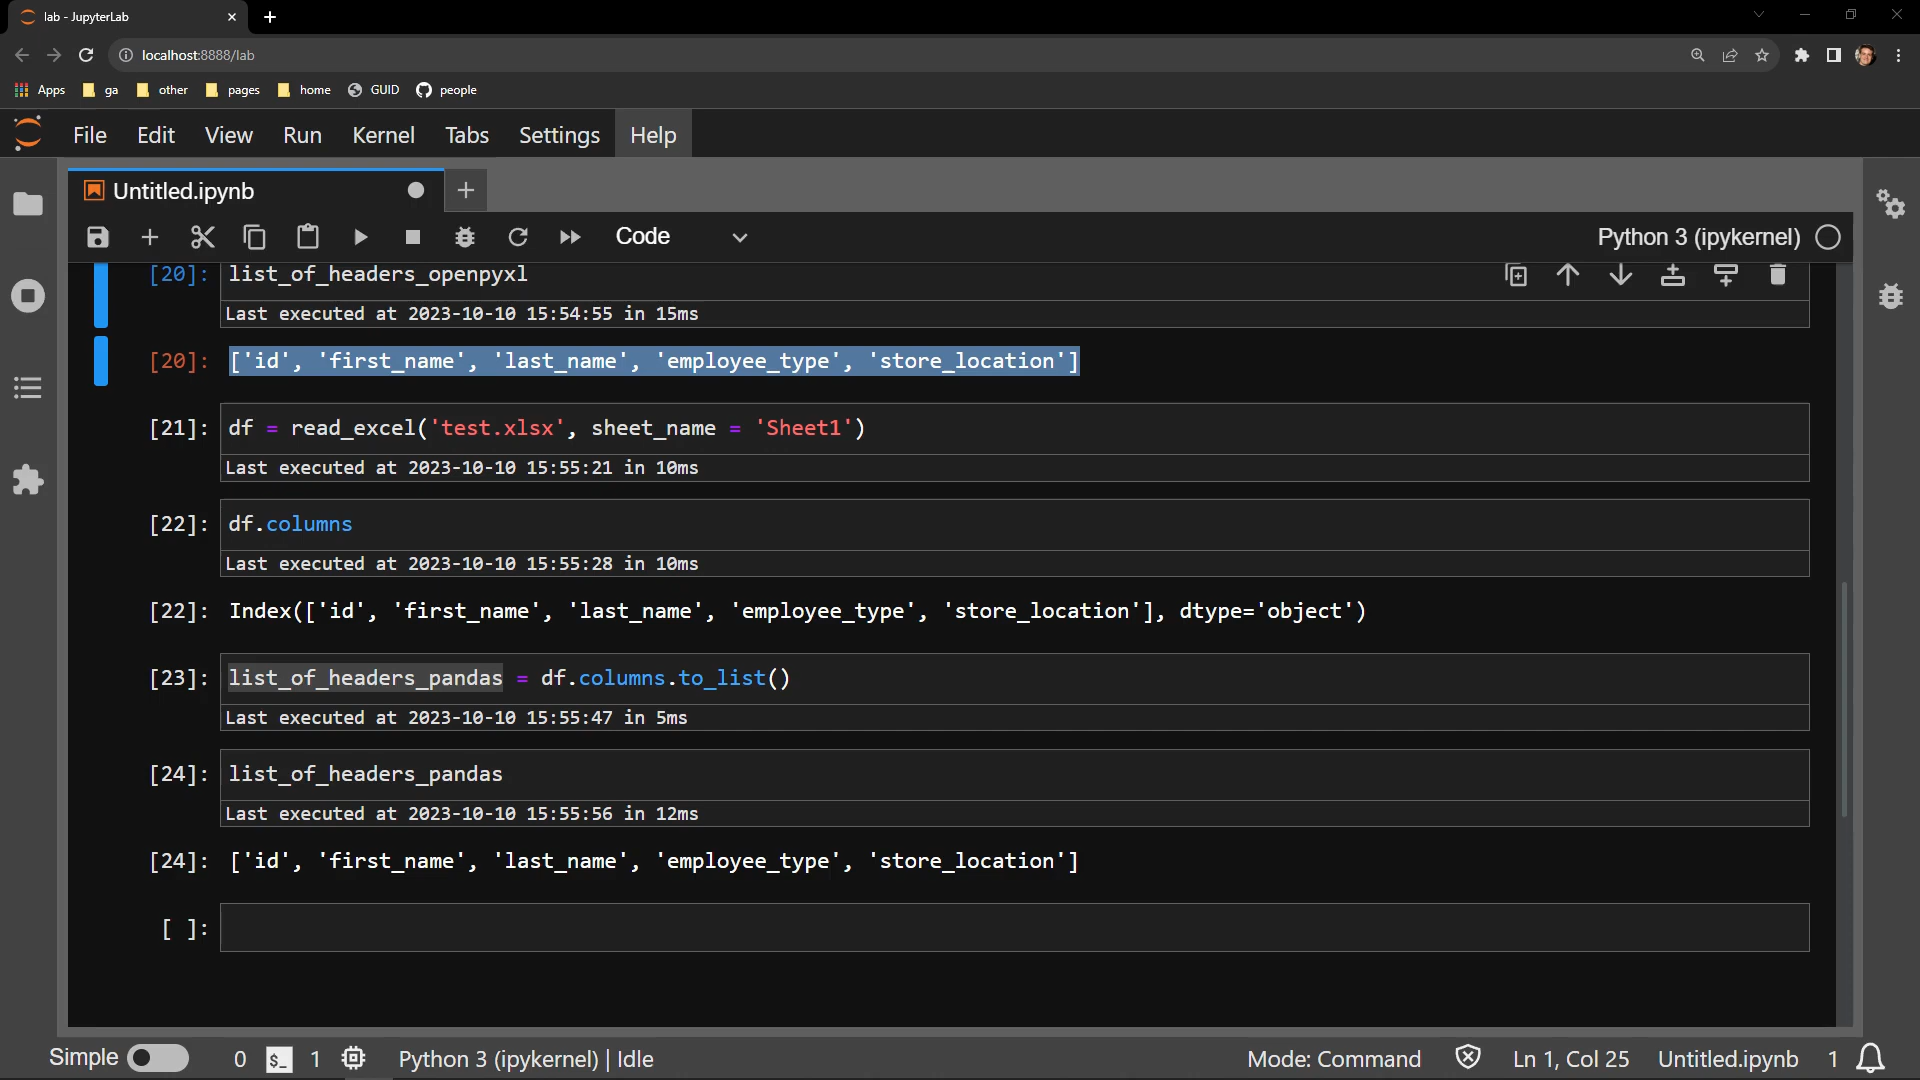 lab - JupyterLab
localhost:8888/lab
Apps ga other pages home GUID people
File Edit View Run Kernel Tabs Settings Help
Untitled.ipynb
Code
Python 3 (ipykernel)
[20]: list_of_headers_openpyxl
Last executed at 2023-10-10 15:54:55 in 15ms
[20]: ['id', 'first_name', 'last_name', 'employee_type', 'store_location']
[21]: df = read_excel('test.xlsx', sheet_name = 'Sheet1')
Last executed at 2023-10-10 15:55:21 in 10ms
[22]: df.columns
Last executed at 2023-10-10 15:55:28 in 10ms
[22]: Index(['id', 'first_name', 'last_name', 'employee_type', 'store_location'], dtype='object')
[23]: list_of_headers_pandas = df.columns.to_list()
Last executed at 2023-10-10 15:55:47 in 5ms
[24]: list_of_headers_pandas
Last executed at 2023-10-10 15:55:56 in 12ms
[24]: ['id', 'first_name', 'last_name', 'employee_type', 'store_location']
[ ]:
Simple 0 $_ 1 Python 3 (ipykernel) | Idle Mode: Command Ln 1, Col 25 Untitled.ipynb 1